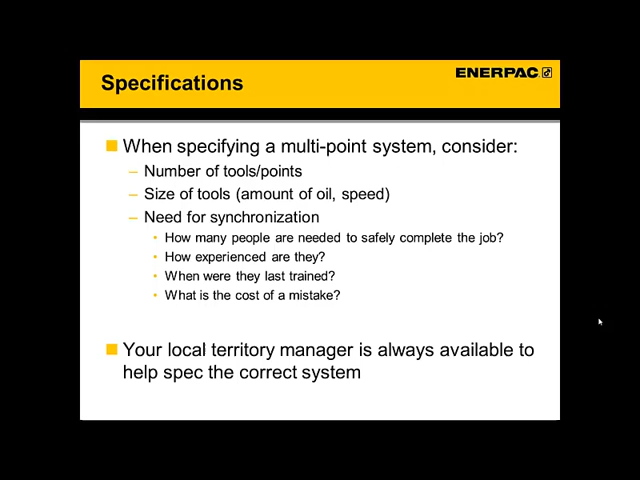 Specifications
ENERPAC
When specifying a multi-point system, consider:
– Number of tools/points
– Size of tools (amount of oil, speed)
– Need for synchronization
• How many people are needed to safely complete the job?
• How experienced are they?
• When were they last trained?
• What is the cost of a mistake?
Your local territory manager is always available to
help spec the correct system